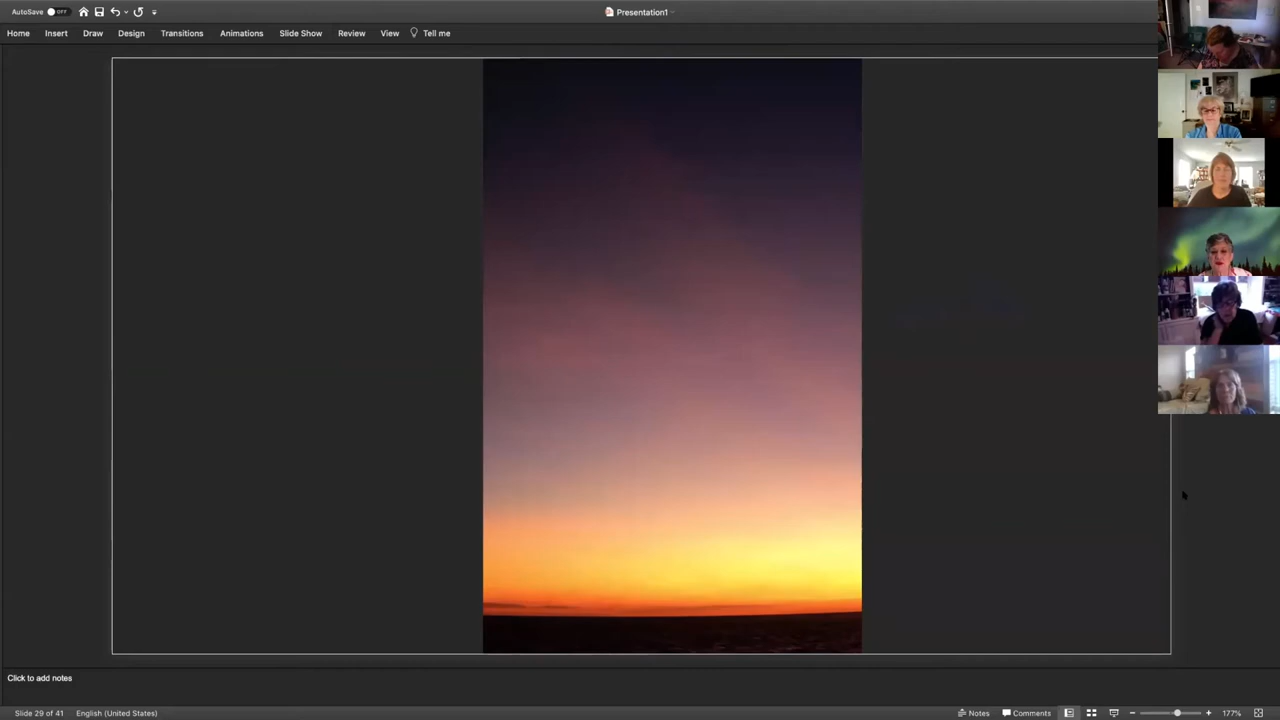 AutoSave OFF
Presentation1
Home Insert Draw Design Transitions Animations Slide Show Review View Tell me
Click to add notes
Slide 29 of 41 English (United States) Notes Comments 177%